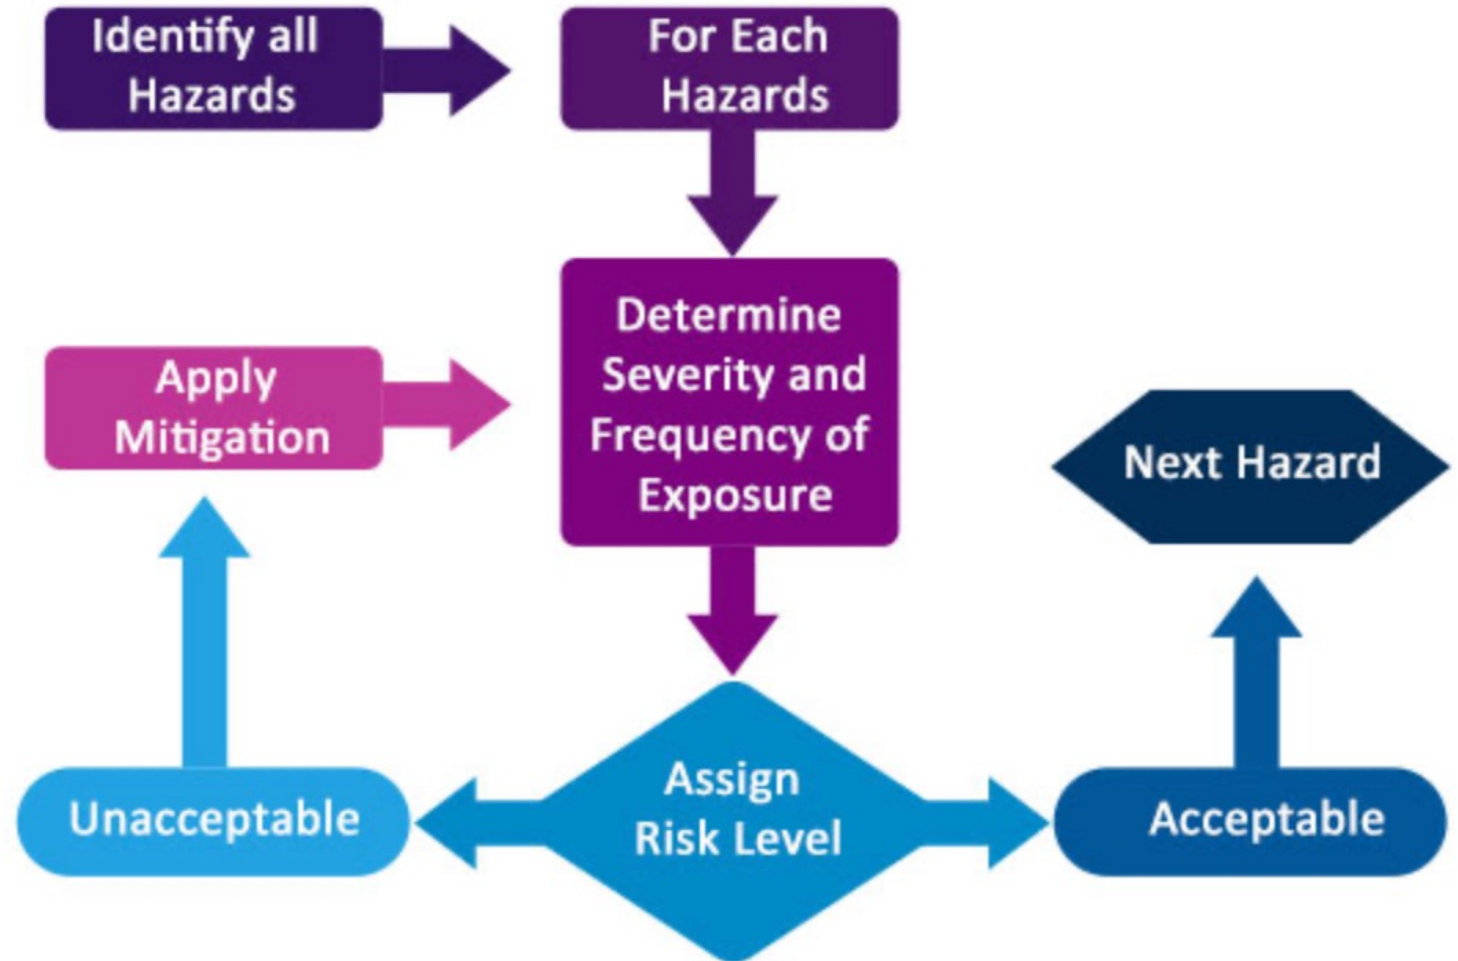 Identify all
Hazards
For Each
Hazards
Determine
Severity and
Frequency of
Exposure
Apply
Mitigation
Next Hazard
Assign
Risk Level
Unacceptable
Acceptable